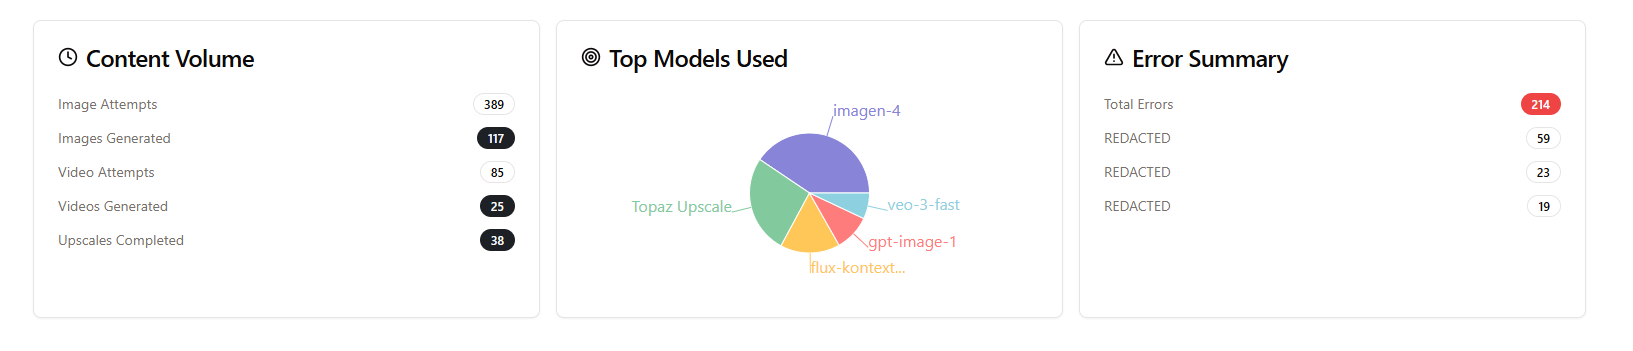 Content Volume
Image Attempts 389
Images Generated 117
Video Attempts 85
Videos Generated 25
Upscales Completed 38
Top Models Used
imagen-4
Topaz Upscale
veo-3-fast
gpt-image-1
flux-kontext...
Error Summary
Total Errors 214
REDACTED 59
REDACTED 23
REDACTED 19